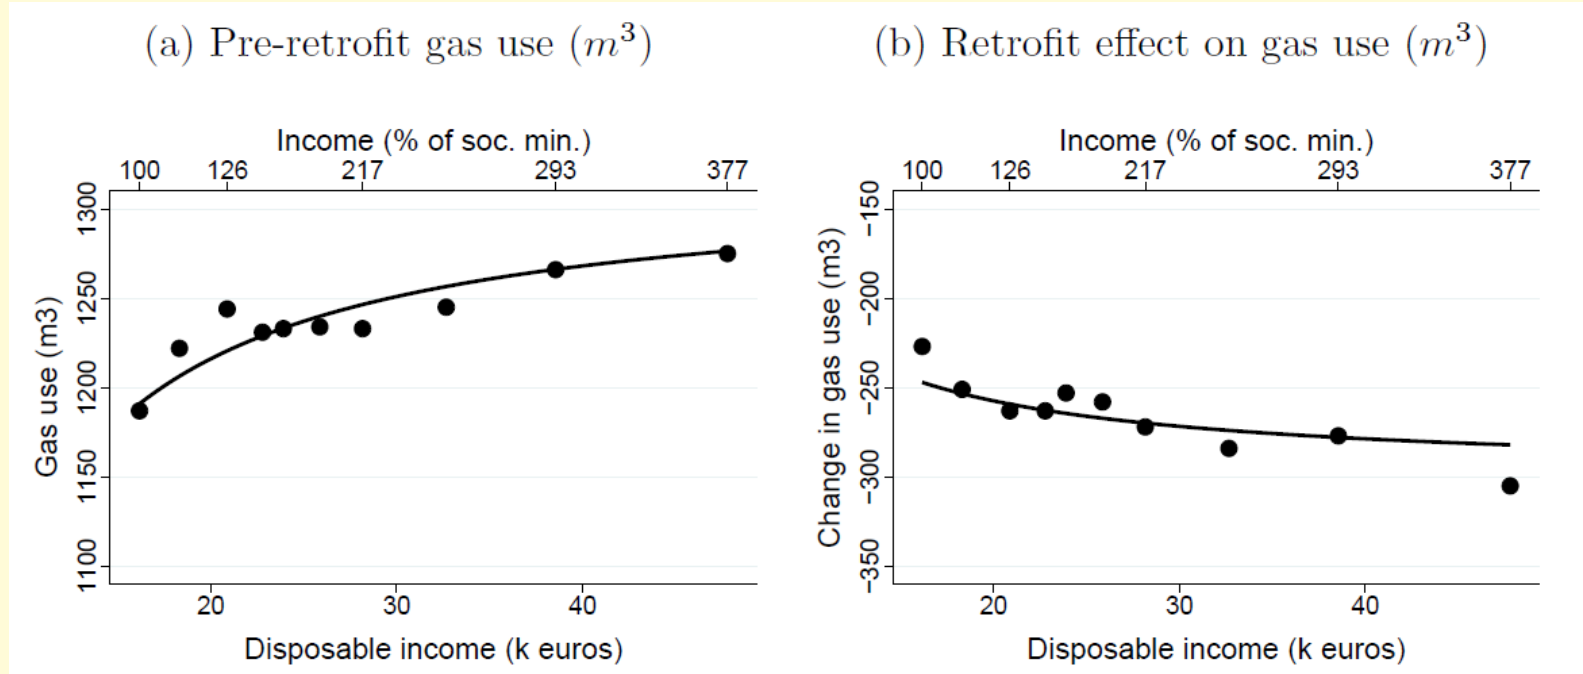 (a) Pre-retrofit gas use (m³)
Income (% of soc. min.)
100 126 217 293 377
Gas use (m3)
1300
1250
1200
1150
1100
20 30 40
Disposable income (k euros)
(b) Retrofit effect on gas use (m³)
Income (% of soc. min.)
100 126 217 293 377
Change in gas use (m3)
−150
−200
−250
−300
−350
20 30 40
Disposable income (k euros)